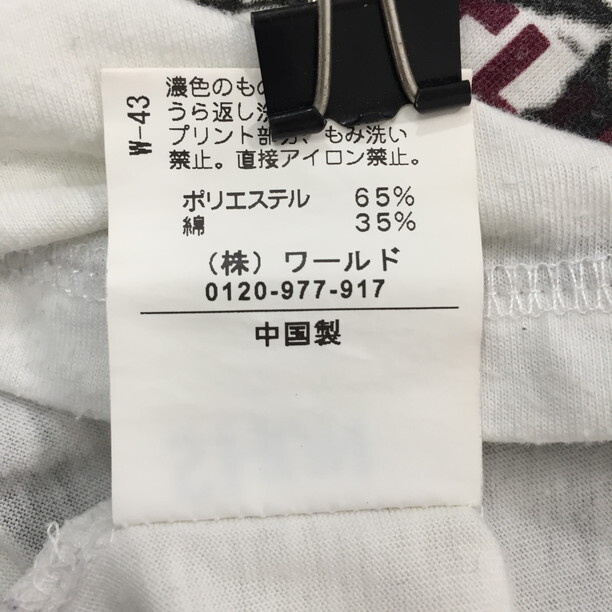 W-43
濃色のもの
うら返し洗
プリント部分、もみ洗い
禁止。直接アイロン禁止。
ポリエステル 65%
綿 35%
（株）ワールド
0120-977-917
中国製